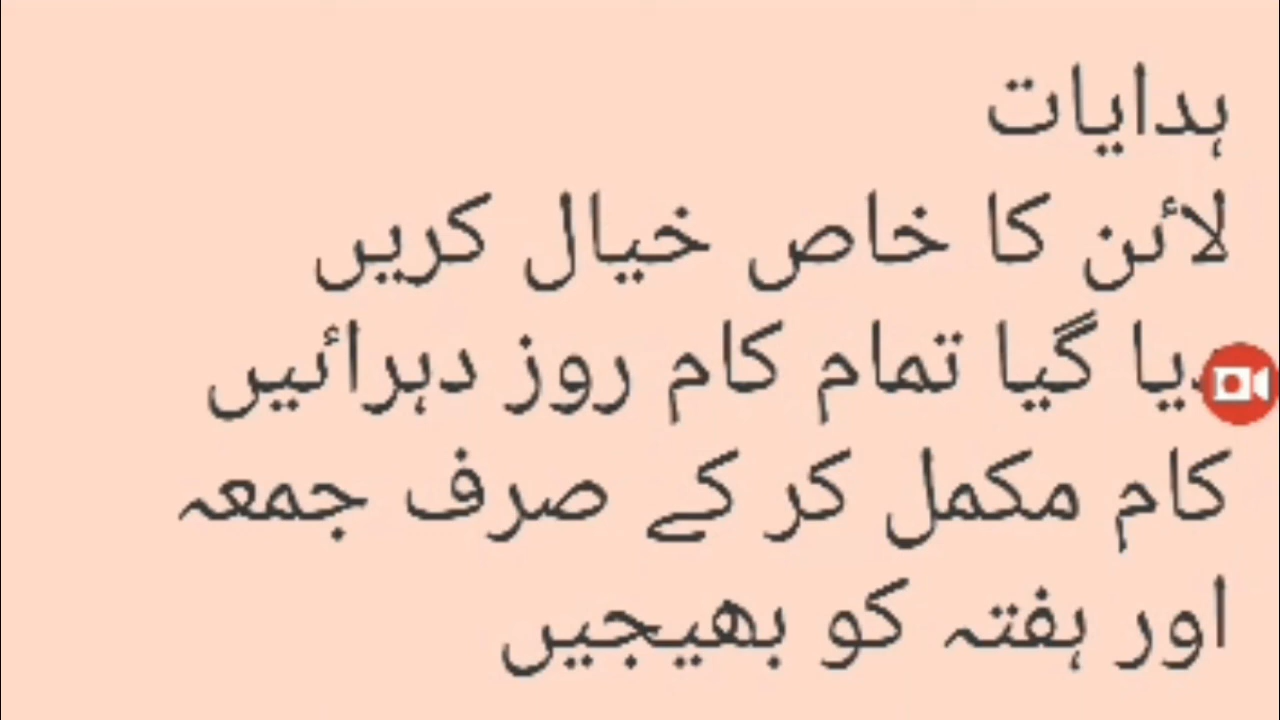 ہدایات
لائن کا خاص خیال کریں
گیا تمام کام روز دہرائیں
کام مکمل کر کے صرف جمعہ
اور ہفتہ کو بھیجیں